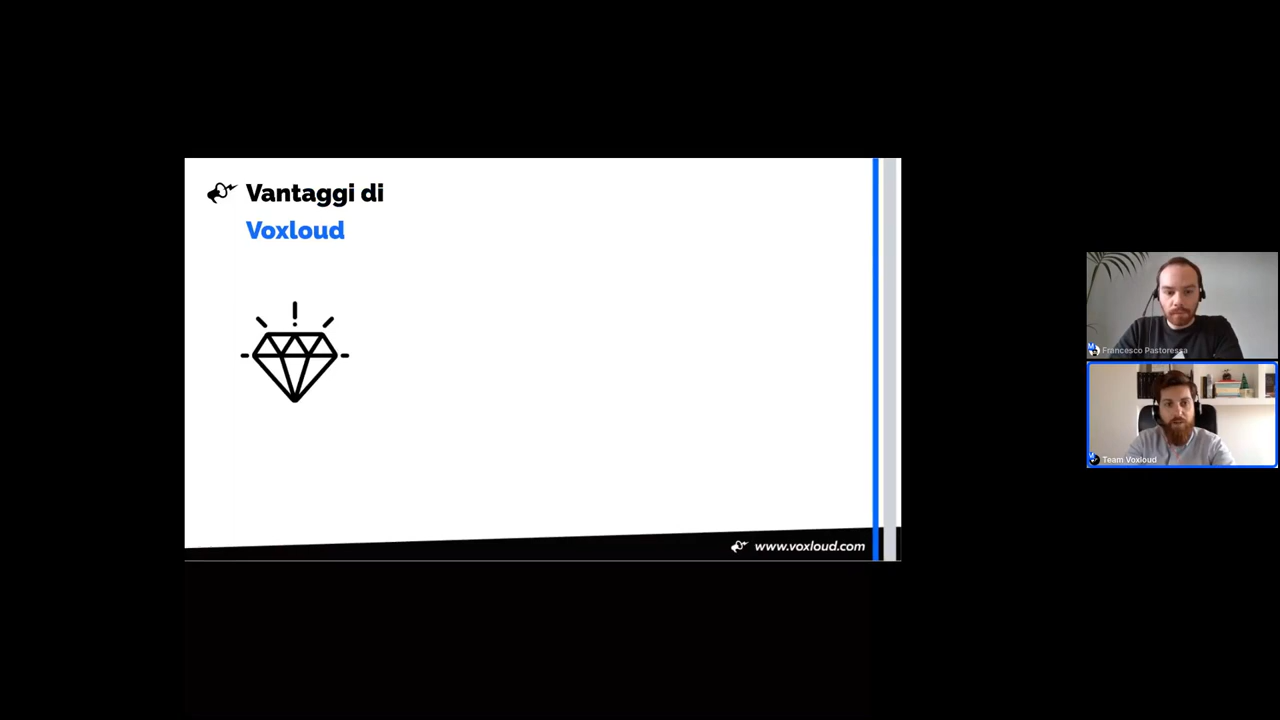 Vantaggi di
Voxloud
www.voxloud.com
Francesco Pastoressa
Team Voxloud